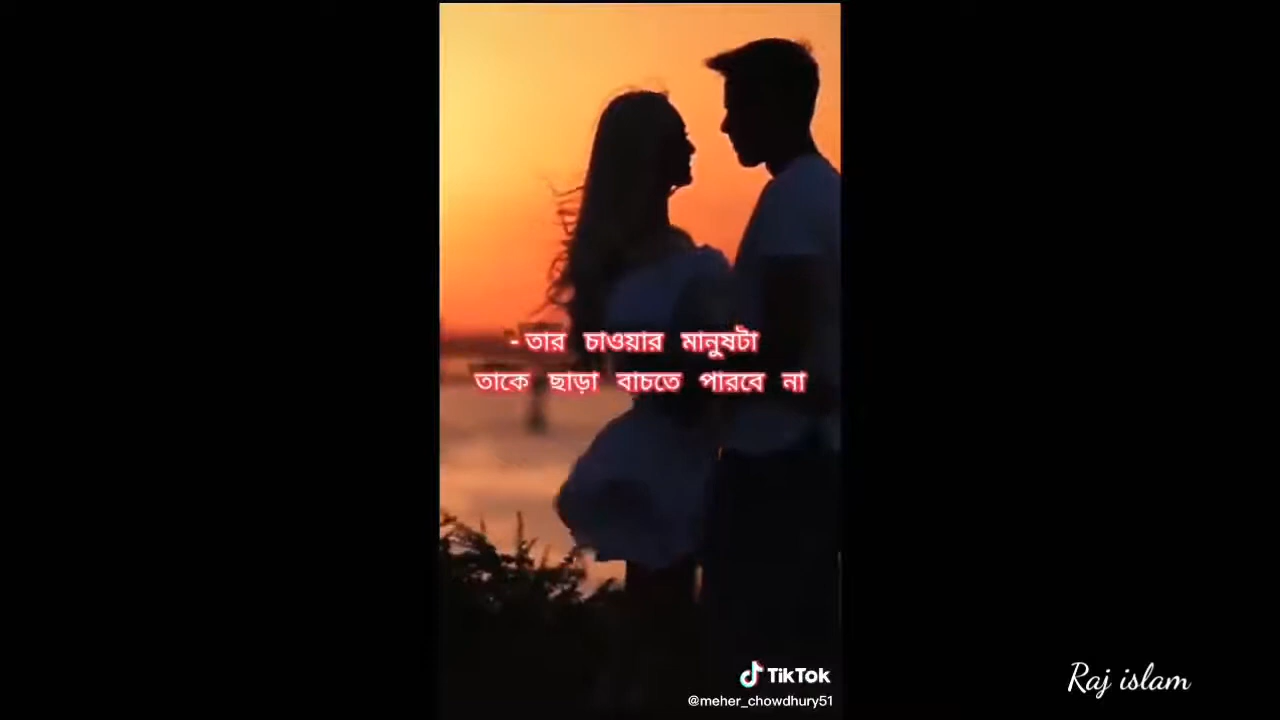 - তার চাওয়ার মানুষটা
তাকে ছাড়া বাচতে পারবে না
TikTok
@meher_chowdhury51
Raj islam